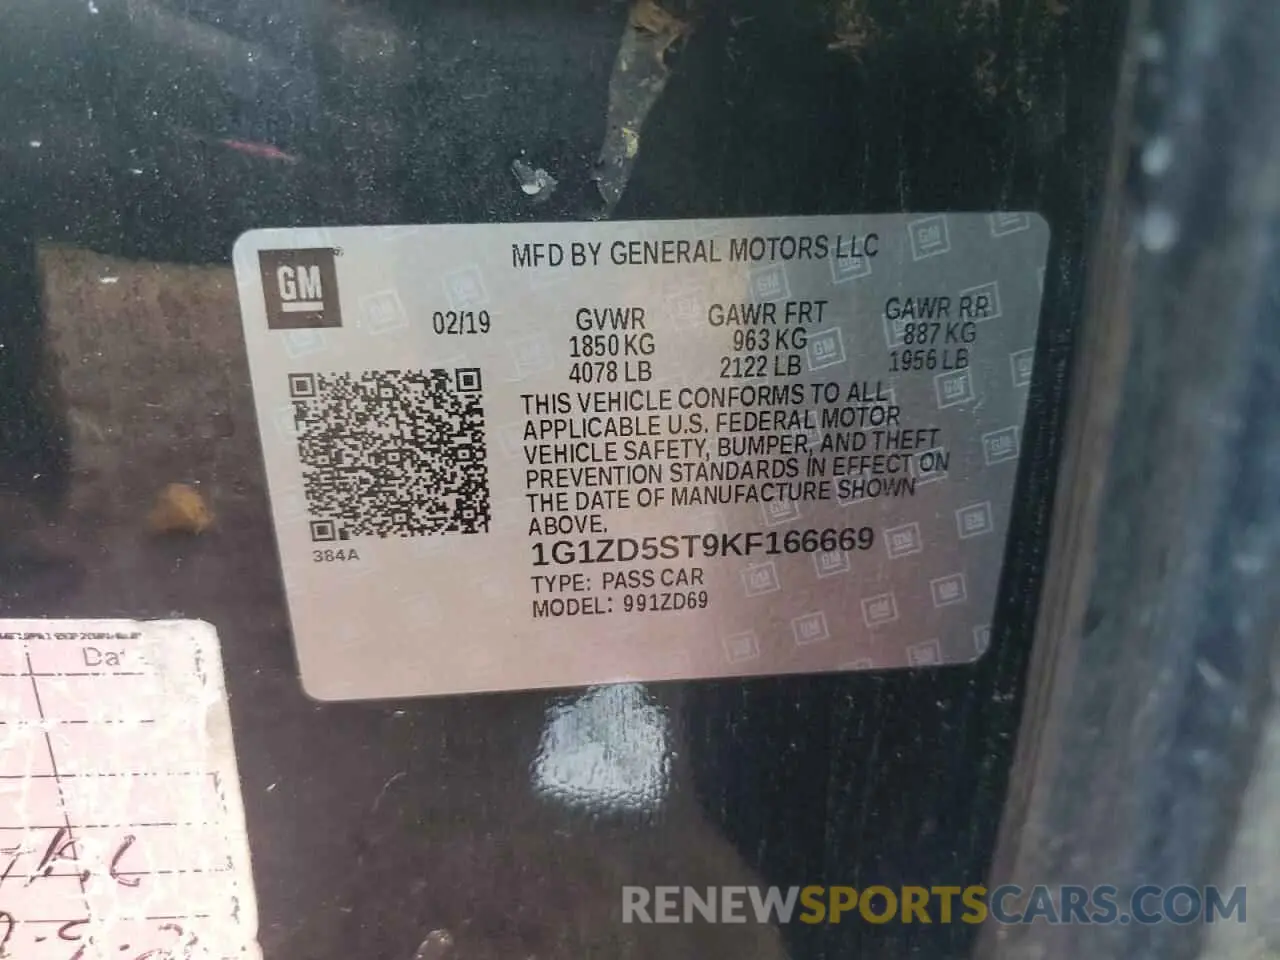 GM
MFD BY GENERAL MOTORS LLC
02/19
GVWR
1850 KG
4078 LB
GAWR FRT
963 KG
2122 LB
GAWR RR
887 KG
1956 LB
THIS VEHICLE CONFORMS TO ALL
APPLICABLE U.S. FEDERAL MOTOR
VEHICLE SAFETY, BUMPER, AND THEFT
PREVENTION STANDARDS IN EFFECT ON
THE DATE OF MANUFACTURE SHOWN
ABOVE.
384A
1G1ZD5ST9KF166669
TYPE: PASS CAR
MODEL: 991ZD69
RENEWSPORTSCARS.COM